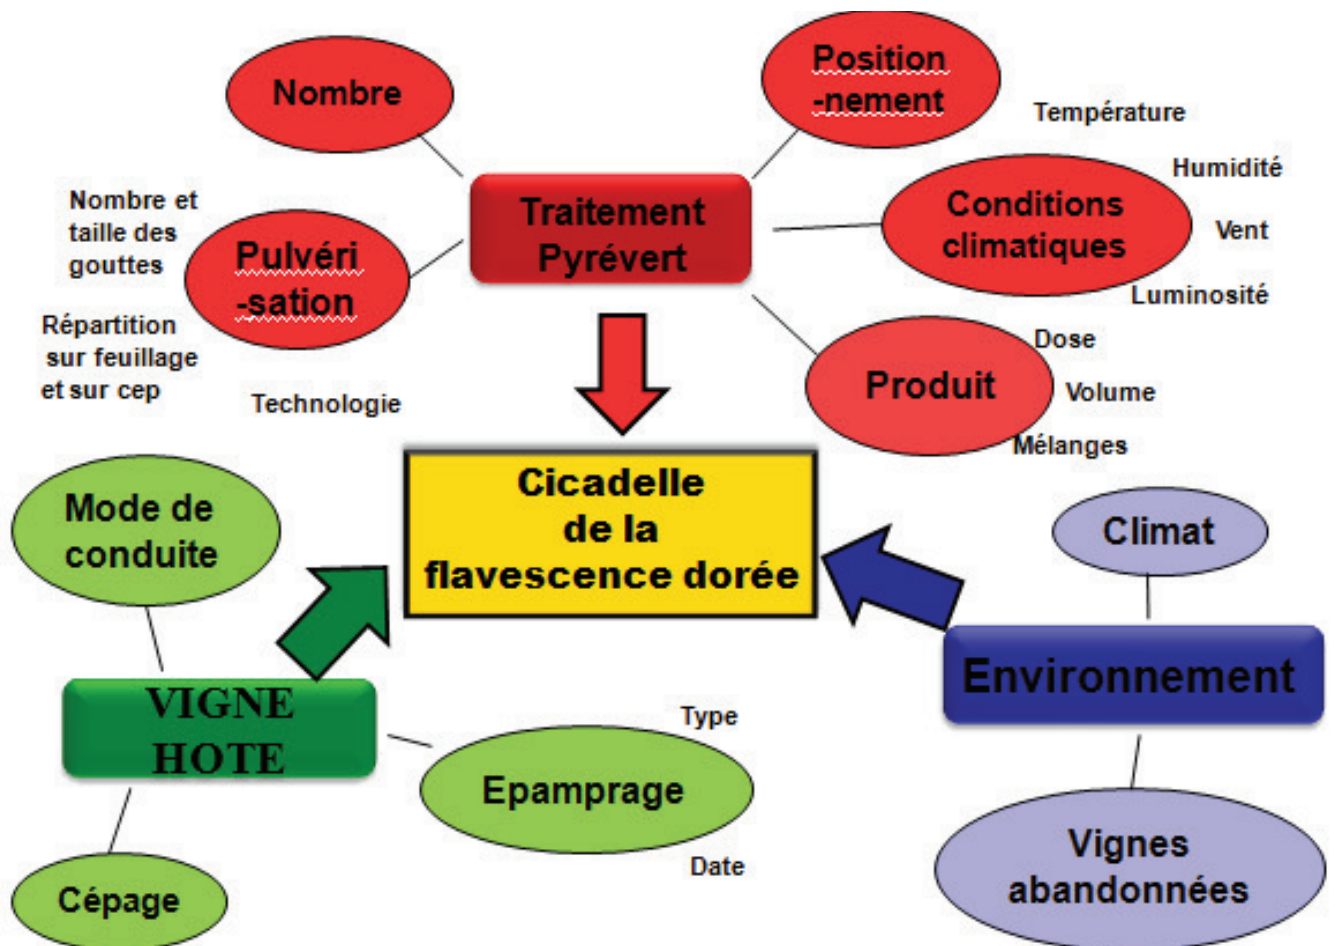 Nombre
Position
-nement
Température
Humidité
Conditions
climatiques
Vent
Luminosité
Traitement
Pyrévert
Nombre et
taille des
gouttes
Pulvéri
-sation
Répartition
sur feuillage
et sur cep
Technologie
Produit
Dose
Volume
Mélanges
Cicadelle
de la
flavescence dorée
Mode de
conduite
Climat
VIGNE
HOTE
Environnement
Type
Epamprage
Date
Cépage
Vignes
abandonnées